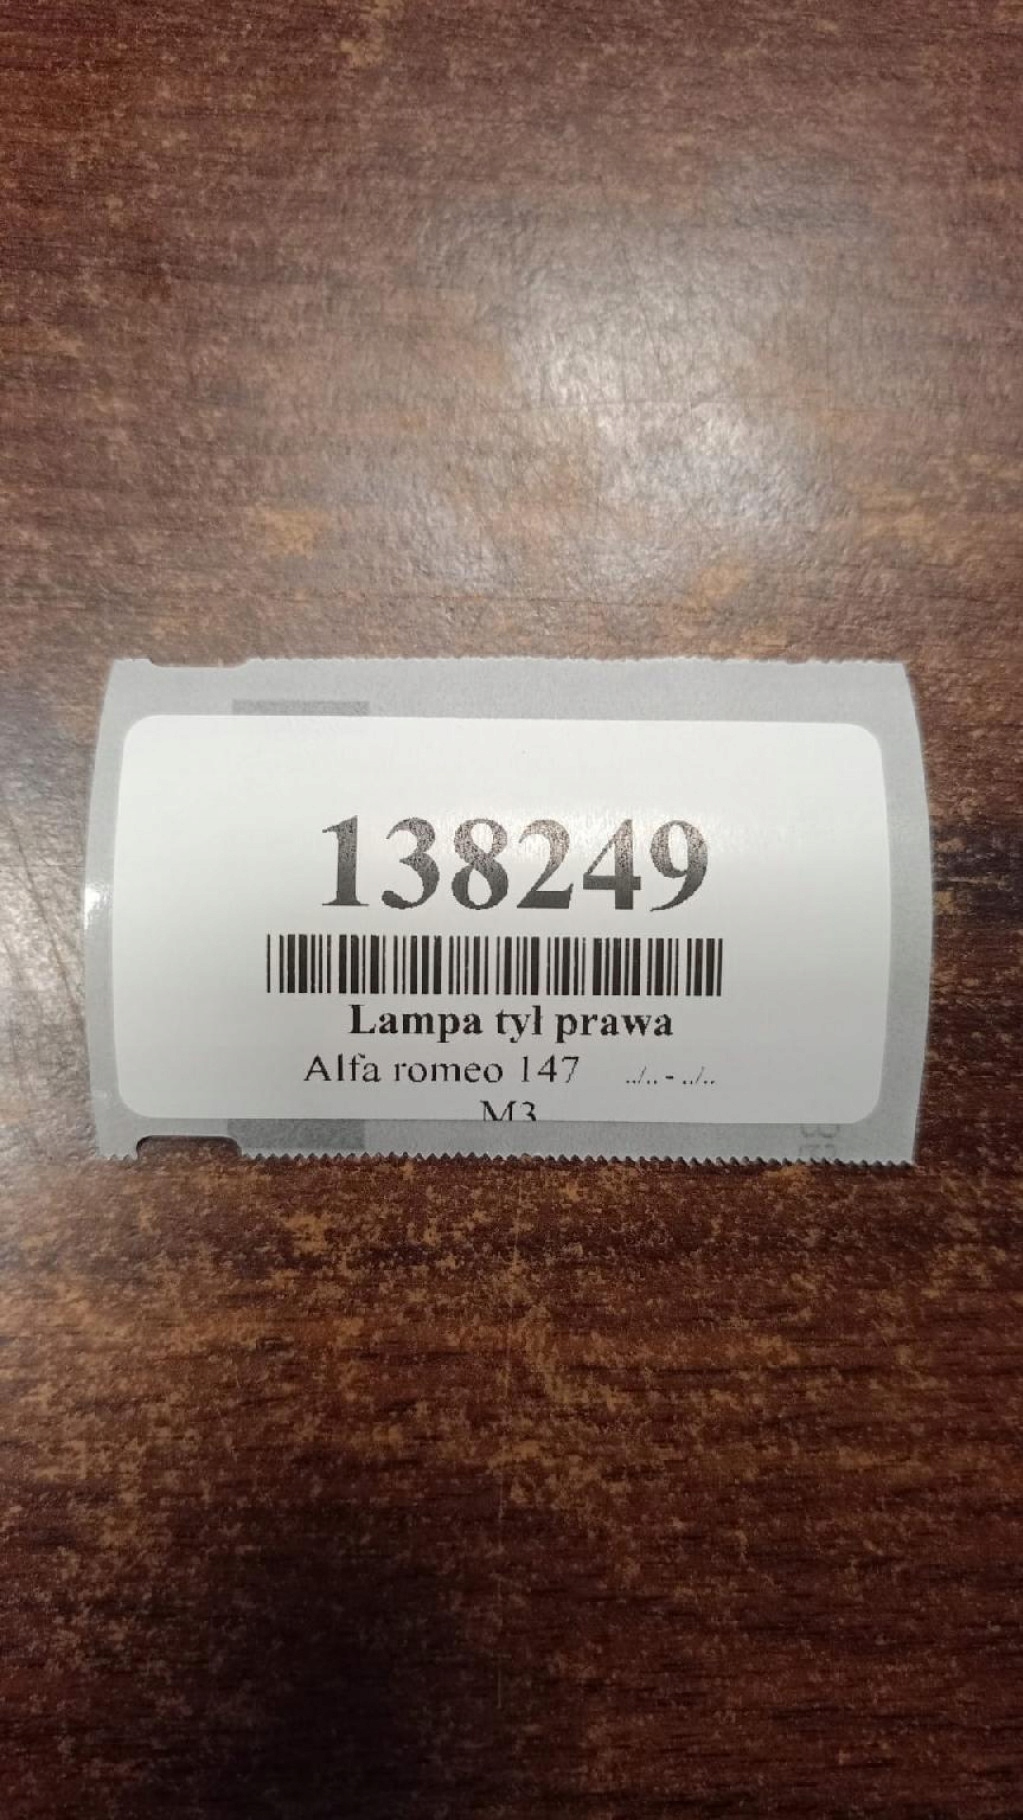 138249
Lampa tył prawa
Alfa romeo 147 ../.. - ../..
M3